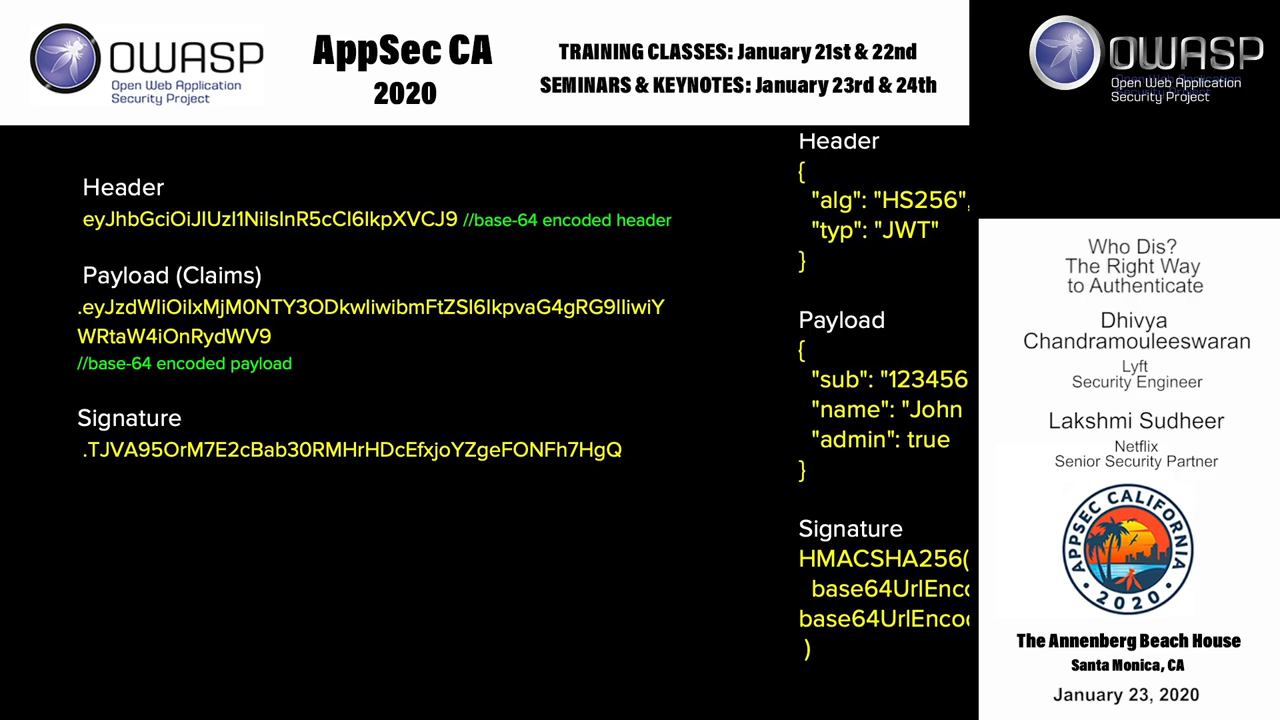 OWASP
Open Web Application
Security Project
AppSec CA
2020
TRAINING CLASSES: January 21st & 22nd
SEMINARS & KEYNOTES: January 23rd & 24th
OWASP
Open Web Application
Security Project
Header
eyJhbGciOiJIUzI1NiIsInR5cCI6IkpXVCJ9 //base-64 encoded header
Payload (Claims)
.eyJzdWIiOiIxMjM0NTY3ODkwIiwibmFtZSI6IkpvaG4gRG9lIiwiY
WRtaW4iOnRydWV9
//base-64 encoded payload
Signature
.TJVA95OrM7E2cBab30RMHrHDcEfxjoYZgeFONFh7HgQ
Header
{
"alg": "HS256",
"typ": "JWT"
}
Payload
{
"sub": "123456
"name": "John
"admin": true
}
Signature
HMACSHA256(
base64UrlEnco
base64UrlEncod
)
Who Dis?
The Right Way
to Authenticate
Dhivya
Chandramouleeswaran
Lyft
Security Engineer
Lakshmi Sudheer
Netflix
Senior Security Partner
APPSEC CALIFORNIA
• 2020 •
The Annenberg Beach House
Santa Monica, CA
January 23, 2020